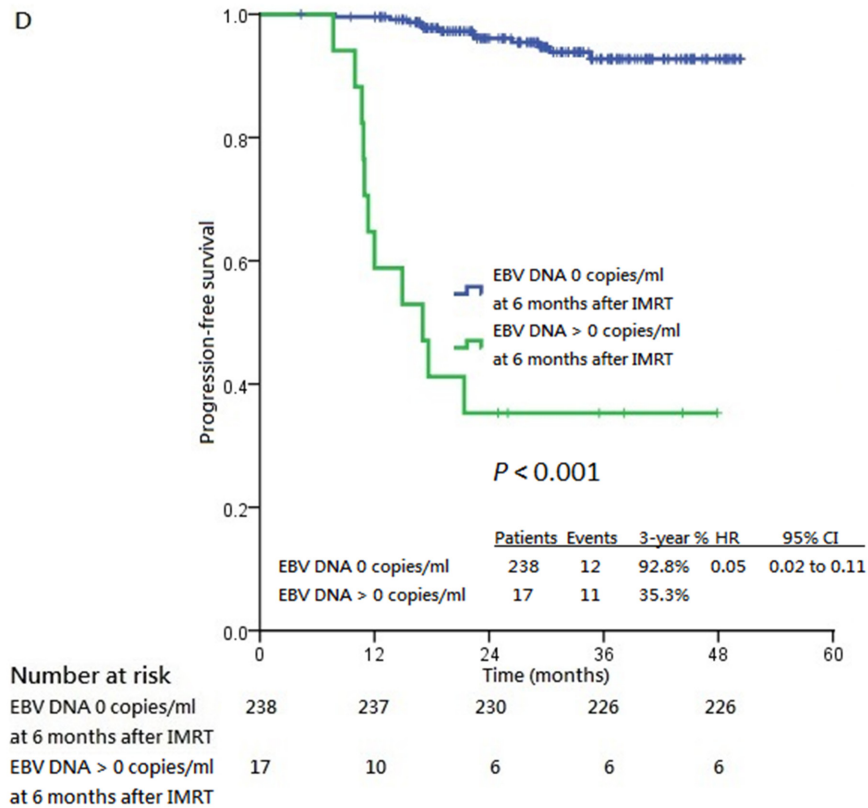 D
1.0
0.8
0.6
0.4
0.2
0.0
Progression-free survival
EBV DNA 0 copies/ml
at 6 months after IMRT
EBV DNA > 0 copies/ml
at 6 months after IMRT
P < 0.001
Patients Events 3-year % HR 95% CI
EBV DNA 0 copies/ml 238 12 92.8% 0.05 0.02 to 0.11
EBV DNA > 0 copies/ml 17 11 35.3%
0 12 24 36 48 60
Time (months)
Number at risk
EBV DNA 0 copies/ml 238 237 230 226 226
at 6 months after IMRT
EBV DNA > 0 copies/ml 17 10 6 6 6
at 6 months after IMRT